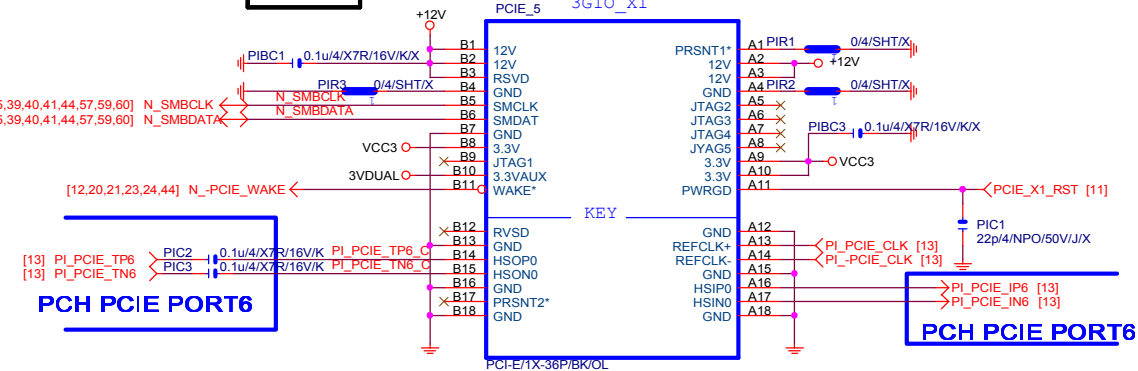 PCIE_5 3GIO_X1
+12V
B1 12V PRSNT1* A1 PIR1 0/4/SHT/X
PIBC1 0.1u/4/X7R/16V/K/X B2 12V 12V A2 +12V
B3 RSVD 12V A3
PIR3 0/4/SHT/X B4 GND GND A4 PIR2 0/4/SHT/X
1 1
5,39,40,41,44,57,59,60] N_SMBCLK N_SMBCLK B5 SMCLK JTAG2 A5
5,39,40,41,44,57,59,60] N_SMBDATA N_SMBDATA B6 SMDAT JTAG3 A6
B7 GND JTAG4 A7 PIBC3 0.1u/4/X7R/16V/K/X
VCC3 B8 3.3V JYAG5 A8
B9 JTAG1 3.3V A9 VCC3
3VDUAL B10 3.3VAUX 3.3V A10
[12,20,21,23,24,44] N_-PCIE_WAKE B11 WAKE* PWRGD A11 PCIE_X1_RST [11]
KEY
PIC1
22p/4/NPO/50V/J/X
B12 RVSD GND A12
B13 GND REFCLK+ A13 PI_PCIE_CLK [13]
[13] PI_PCIE_TP6 PIC2 0.1u/4/X7R/16V/K PI_PCIE_TP6_C B14 HSOP0 REFCLK- A14 PI_-PCIE_CLK [13]
[13] PI_PCIE_TN6 PIC3 0.1u/4/X7R/16V/K PI_PCIE_TN6_C B15 HSON0 GND A15
B16 GND HSIP0 A16 PI_PCIE_IP6 [13]
B17 PRSNT2* HSIN0 A17 PI_PCIE_IN6 [13]
B18 GND GND A18
PCH PCIE PORT6
PCH PCIE PORT6
PCI-E/1X-36P/BK/OL